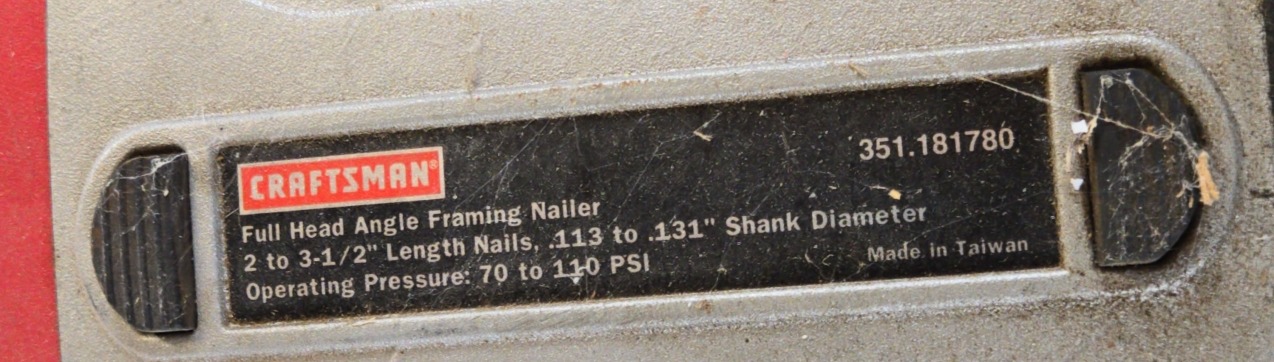 CRAFTSMAN®
351.181780
Full Head Angle Framing Nailer
2 to 3-1/2" Length Nails, .113 to .131" Shank Diameter
Operating Pressure: 70 to 110 PSI
Made in Taiwan